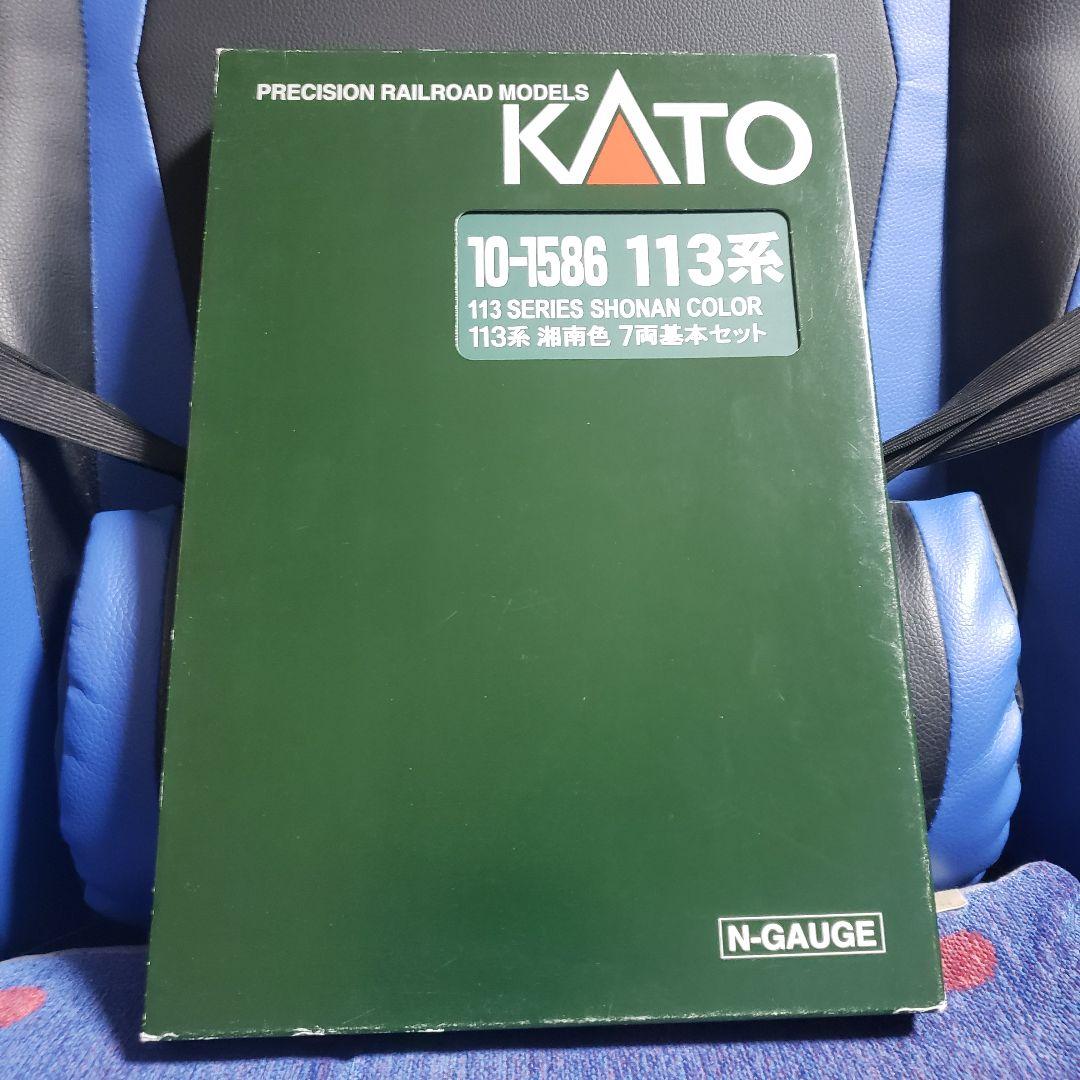 PRECISION RAILROAD MODELS
KATO
10-1586 113系
113 SERIES SHONAN COLOR
113系 湘南色 7両基本セット
N-GAUGE